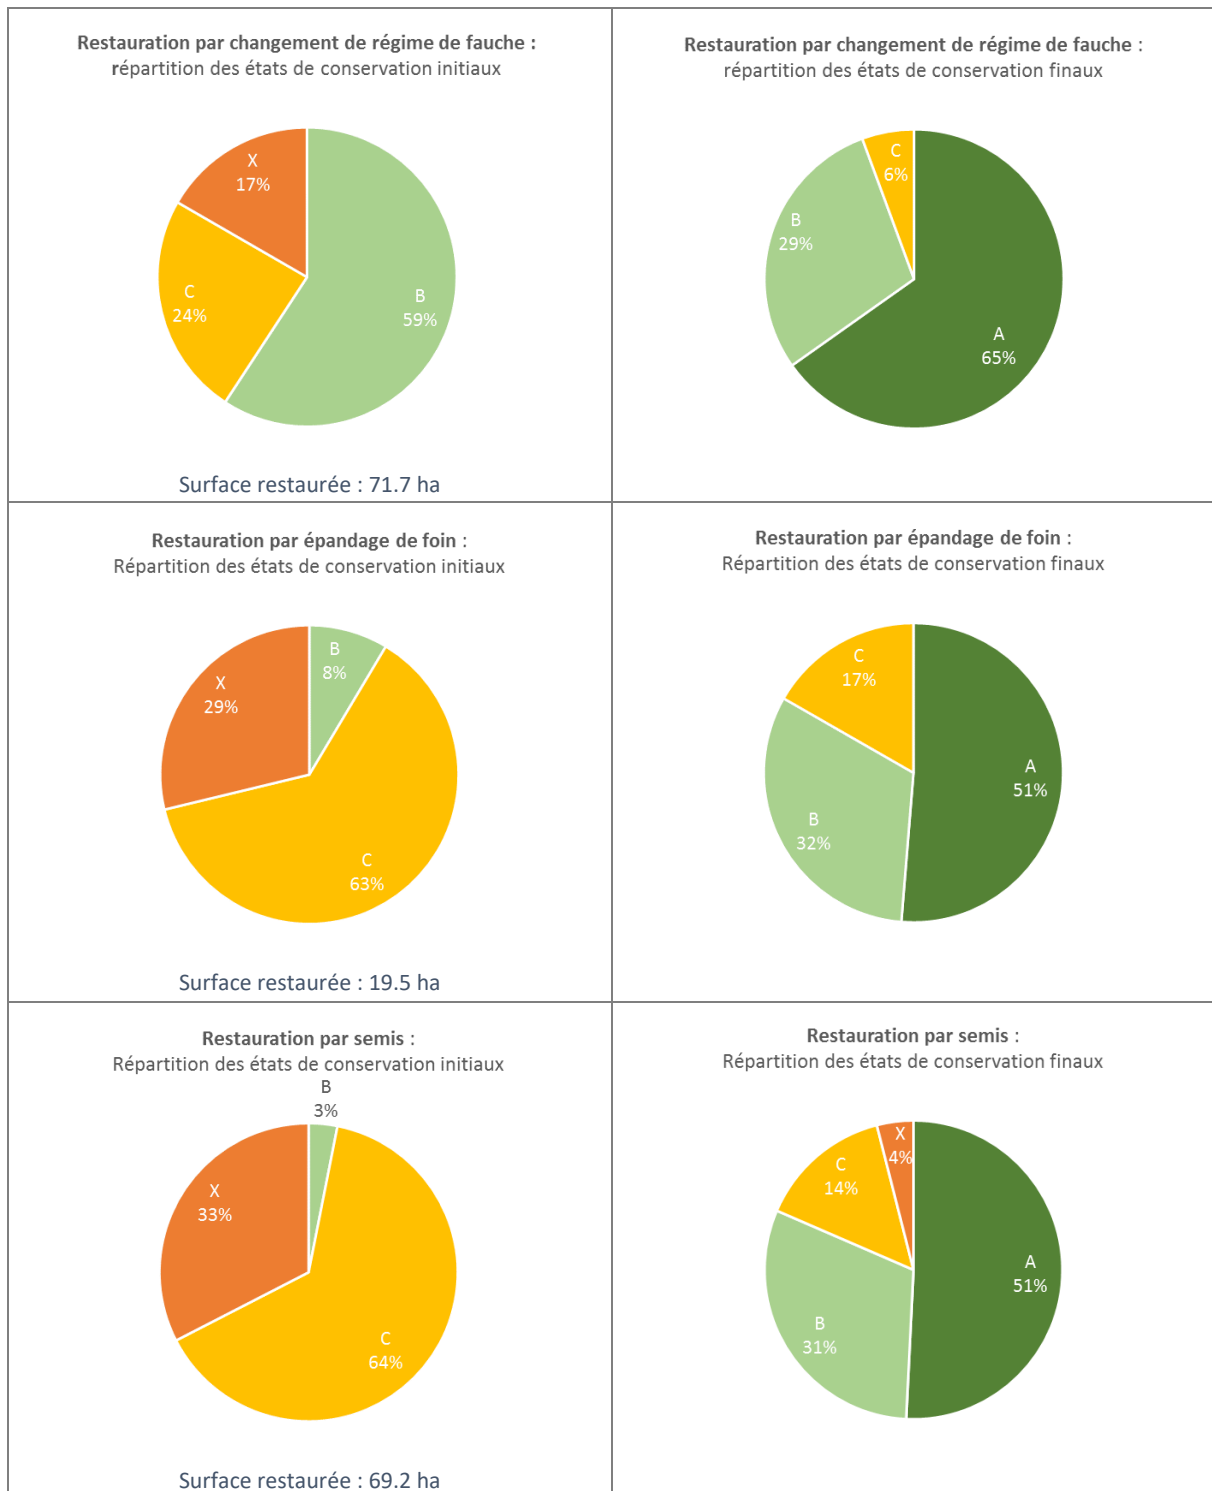 Restauration par changement de régime de fauche :
répartition des états de conservation initiaux
X
17%
C
24%
B
59%
Surface restaurée : 71.7 ha
Restauration par changement de régime de fauche :
répartition des états de conservation finaux
C
6%
B
29%
A
65%
Restauration par épandage de foin :
Répartition des états de conservation initiaux
B
8%
X
29%
C
63%
Surface restaurée : 19.5 ha
Restauration par épandage de foin :
Répartition des états de conservation finaux
C
17%
A
51%
B
32%
Restauration par semis :
Répartition des états de conservation initiaux
B
3%
X
33%
C
64%
Surface restaurée : 69.2 ha
Restauration par semis :
Répartition des états de conservation finaux
X
4%
C
14%
A
51%
B
31%